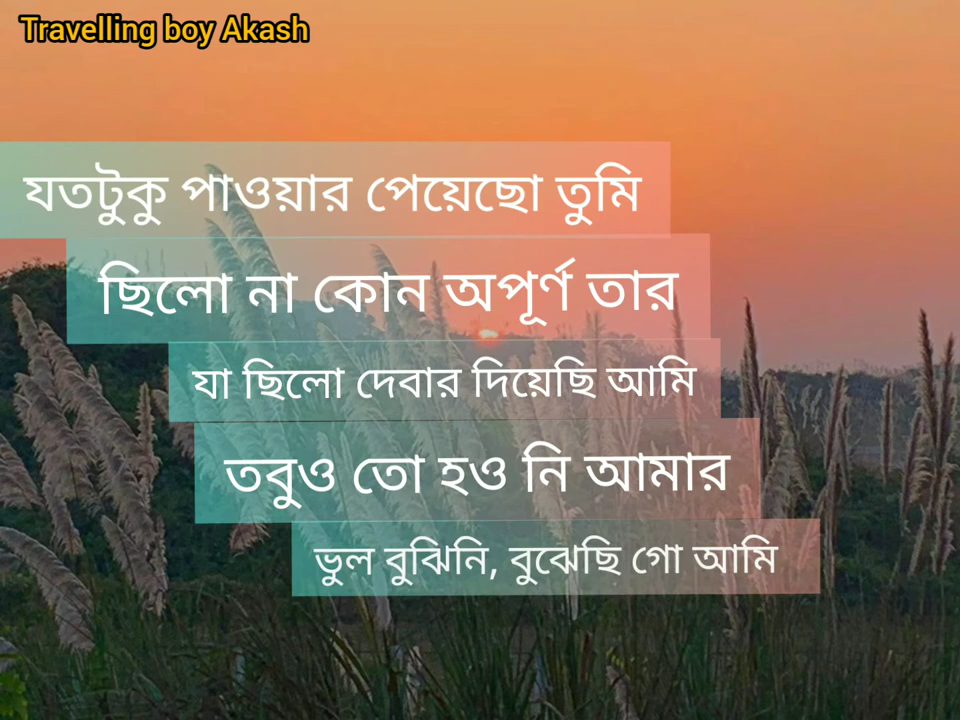 Travelling boy Akash
যতটুকু পাওয়ার পেয়েছো তুমি
ছিলো না কোন অপূর্ণ তার
যা ছিলো দেবার দিয়েছি আমি
তবুও তো হও নি আমার
ভুল বুঝিনি, বুঝেছি গো আমি